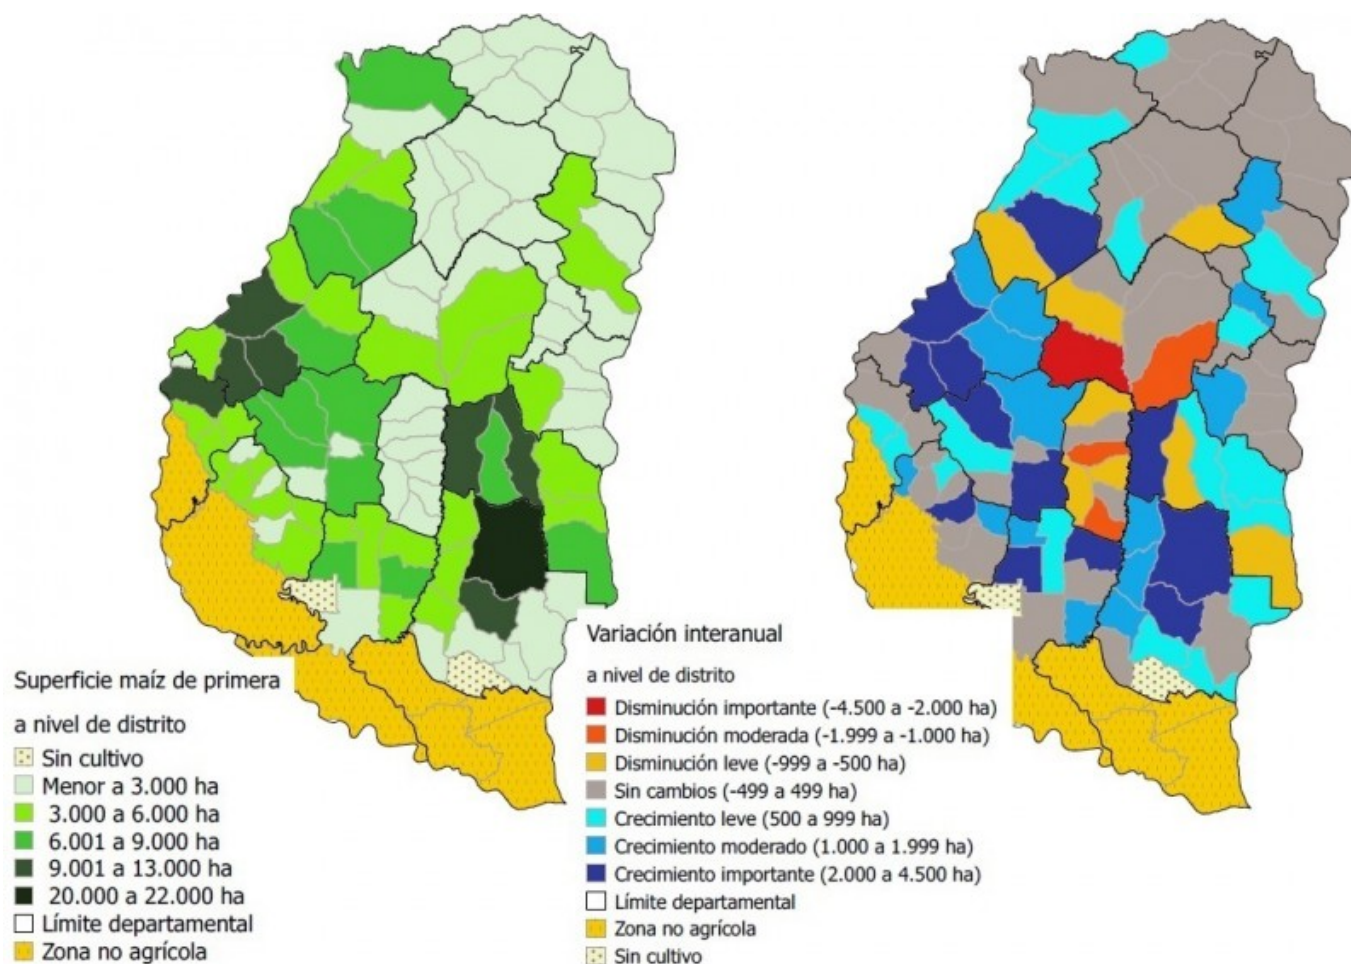 Superficie maíz de primera
a nivel de distrito
Sin cultivo
Menor a 3.000 ha
3.000 a 6.000 ha
6.001 a 9.000 ha
9.001 a 13.000 ha
20.000 a 22.000 ha
Límite departamental
Zona no agrícola
Variación interanual
a nivel de distrito
Disminución importante (-4.500 a -2.000 ha)
Disminución moderada (-1.999 a -1.000 ha)
Disminución leve (-999 a -500 ha)
Sin cambios (-499 a 499 ha)
Crecimiento leve (500 a 999 ha)
Crecimiento moderado (1.000 a 1.999 ha)
Crecimiento importante (2.000 a 4.500 ha)
Límite departamental
Zona no agrícola
Sin cultivo